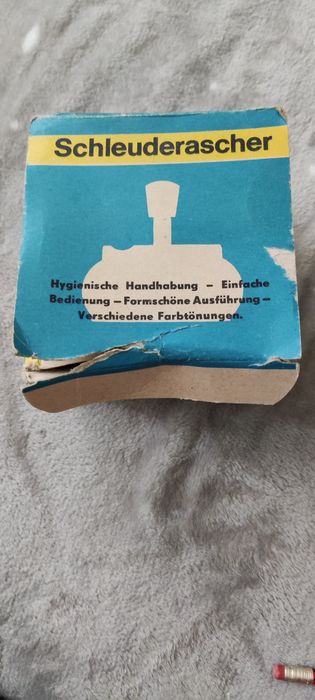 Schleuderascher
Hygienische Handhabung – Einfache
Bedienung – Formschöne Ausführung –
Verschiedene Farbtönungen.